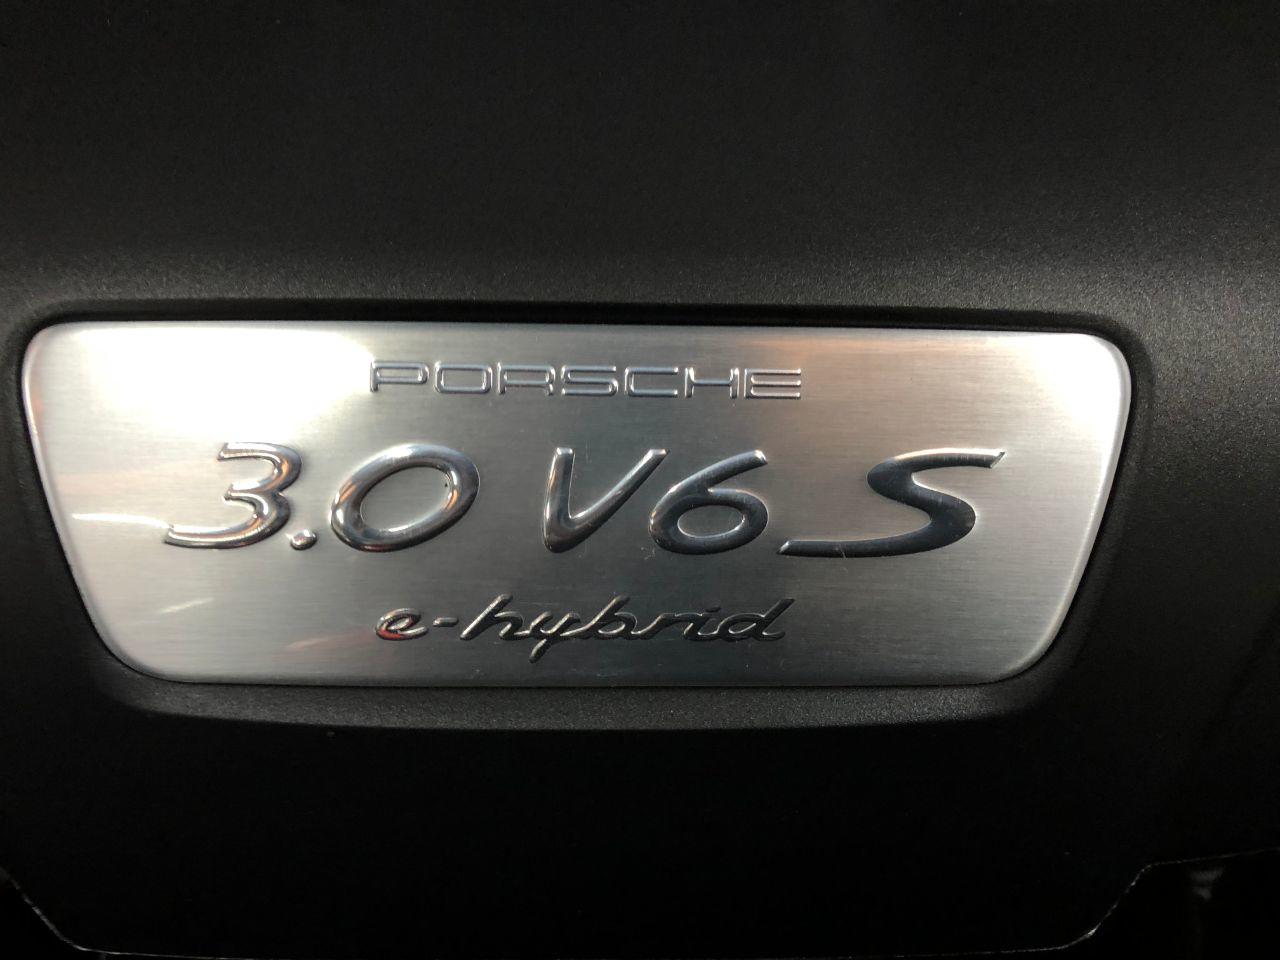 PORSCHE
3.0 V6 S
e-hybrid